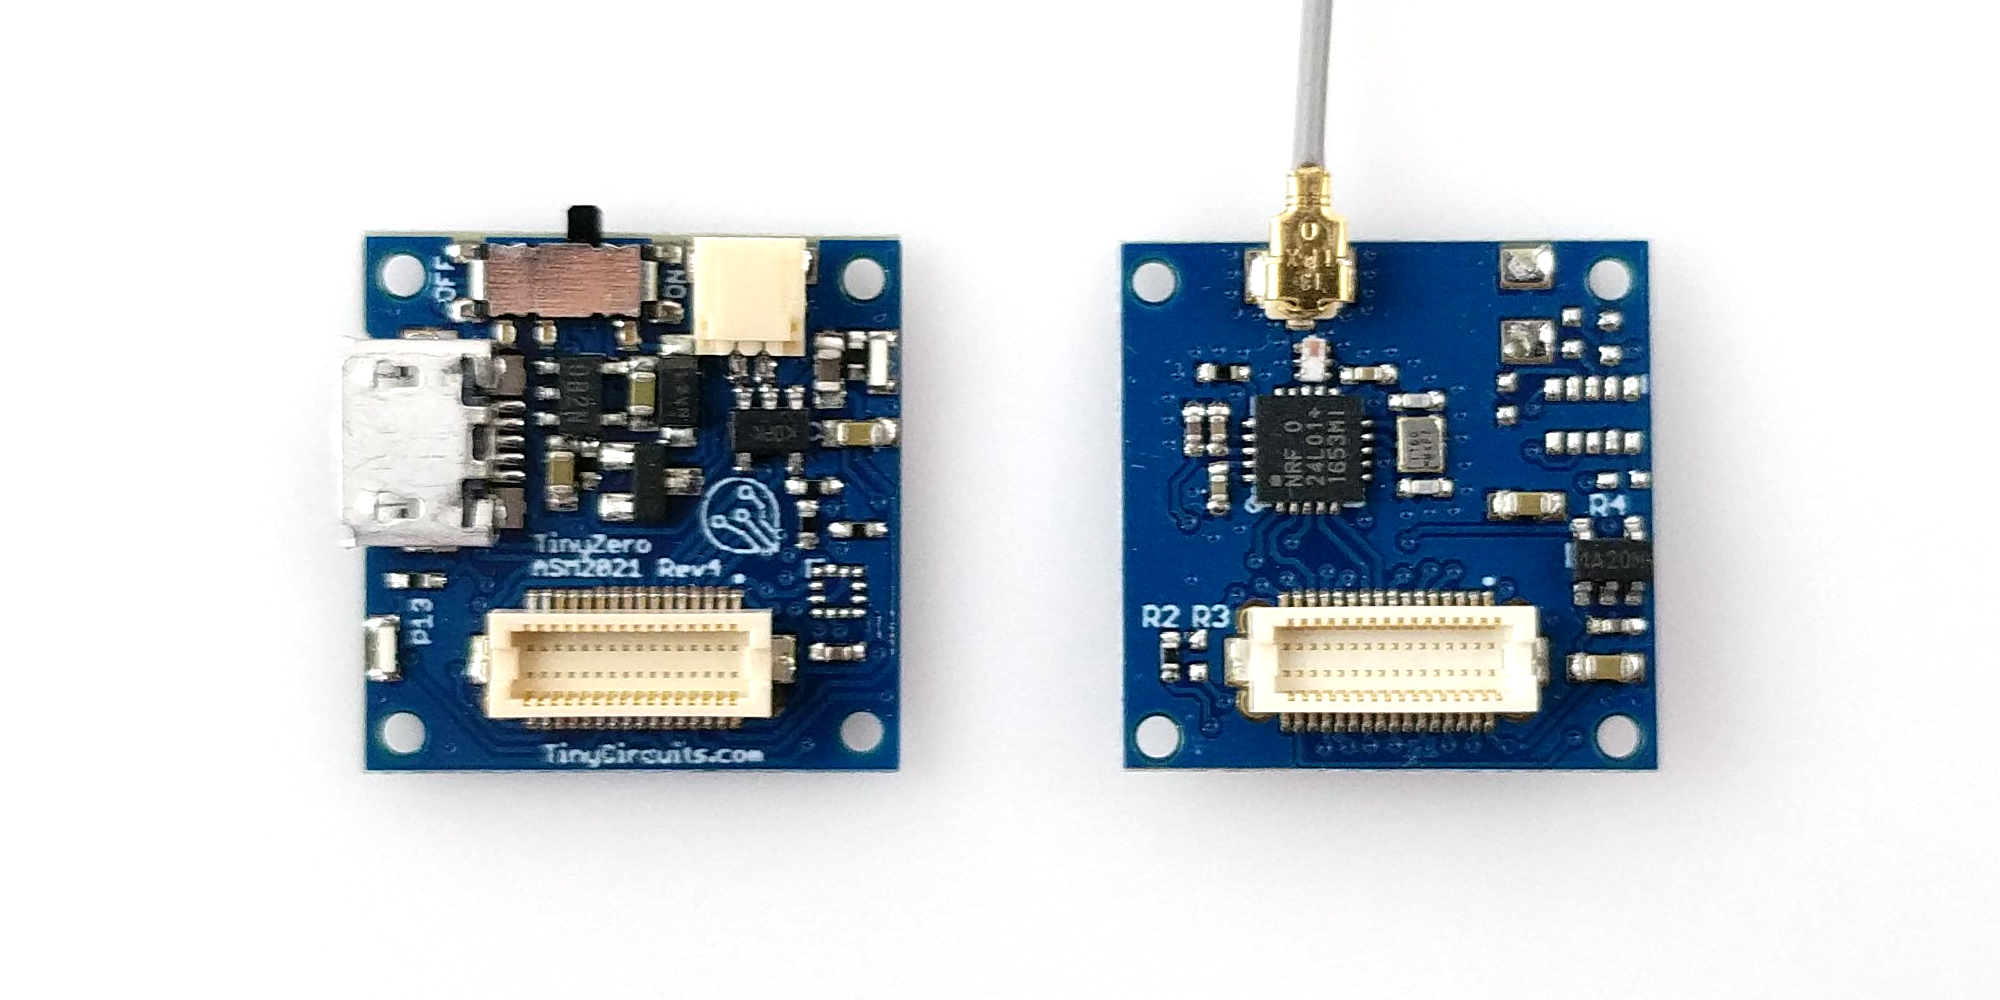 OFF
ON
TinyZero
ASM2021 Rev4
P13
TinyCircuits.com
NRF
24L01+
1653MI
R4
R2 R3